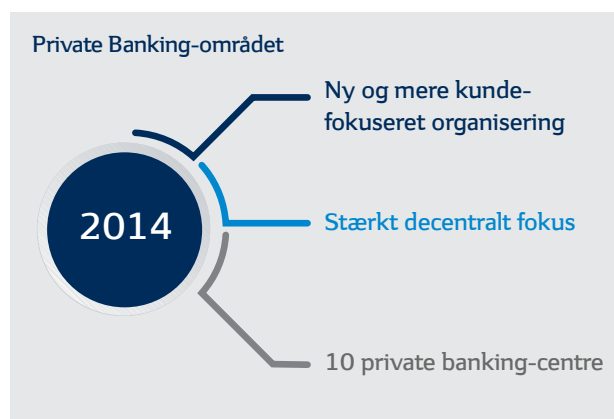 Private Banking-området
Ny og mere kunde-
fokuseret organisering
2014
Stærkt decentralt fokus
10 private banking-centre